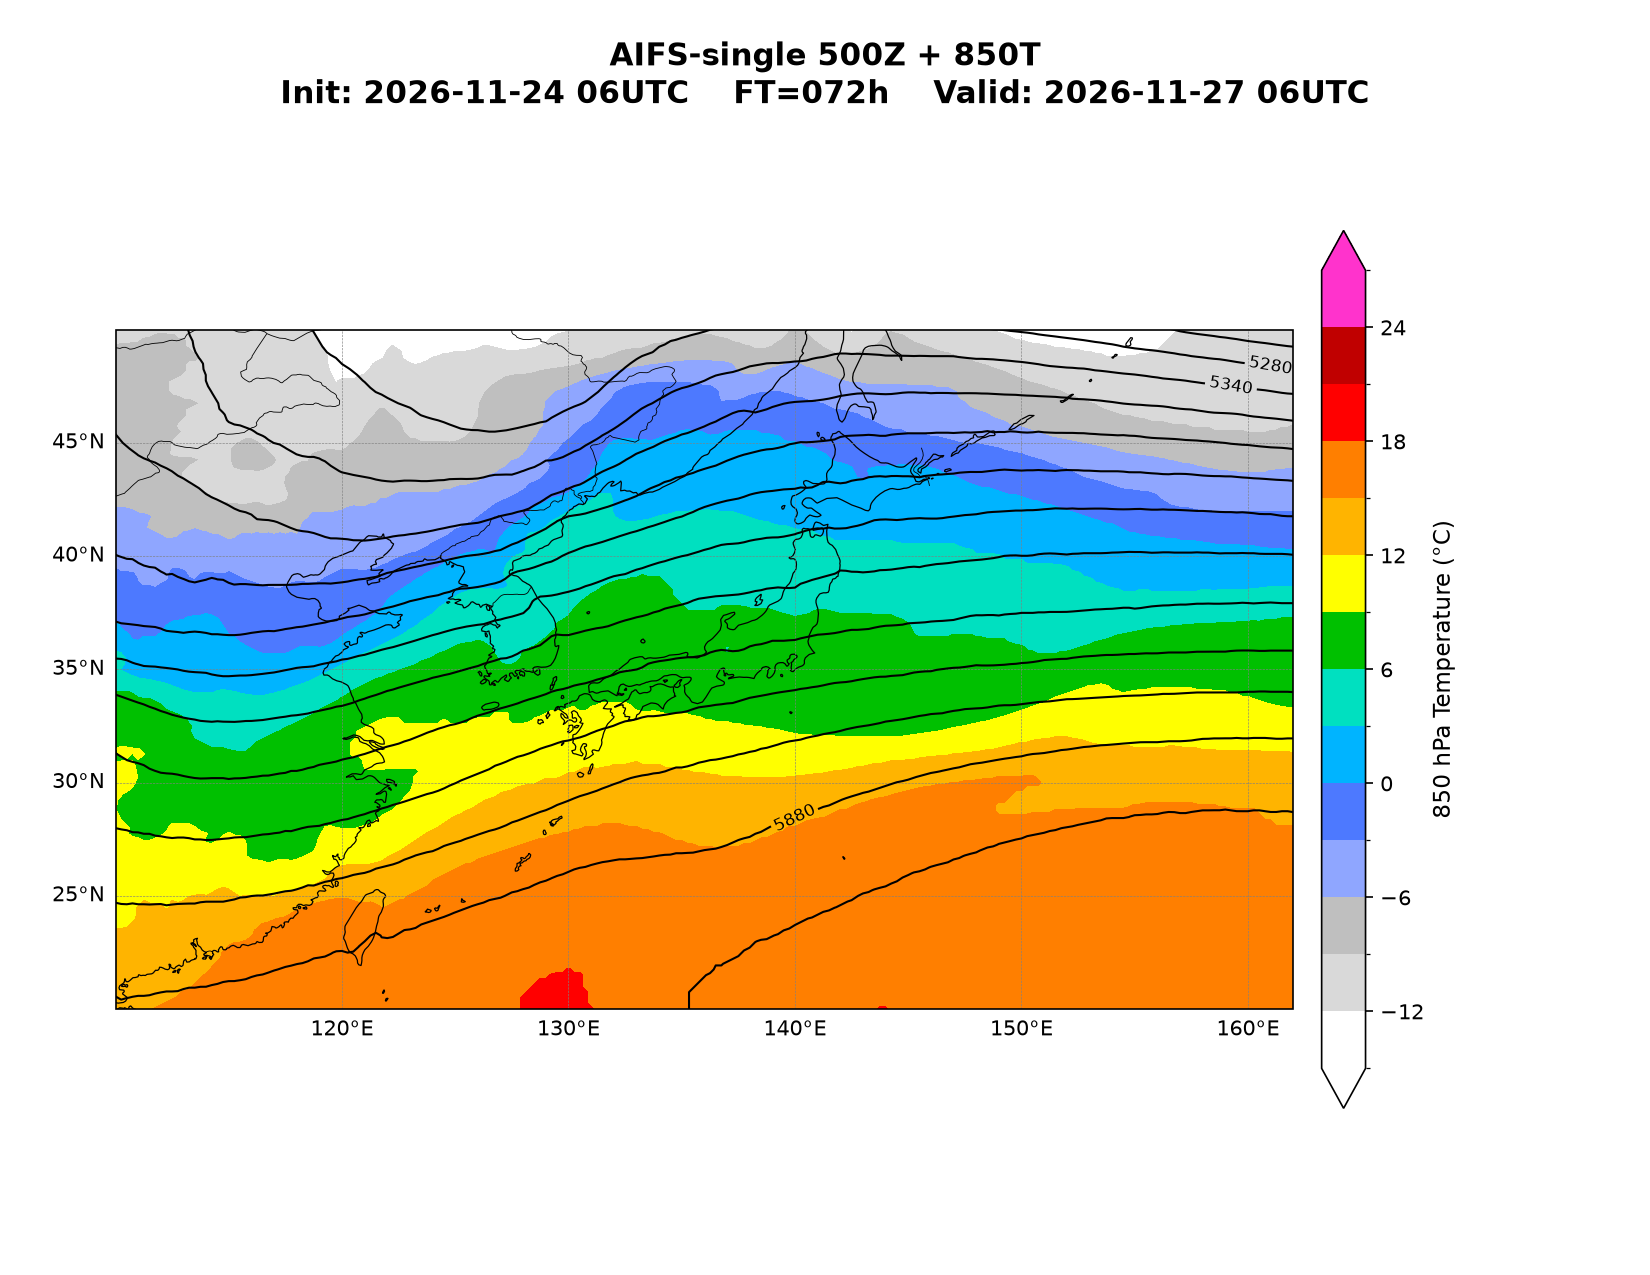 AIFS-single 500Z + 850T
Init: 2026-11-24 06UTC    FT=072h    Valid: 2026-11-27 06UTC
5280
5340
5880
45°N
40°N
35°N
30°N
25°N
120°E
130°E
140°E
150°E
160°E
24
18
12
6
0
−6
−12
850 hPa Temperature (°C)